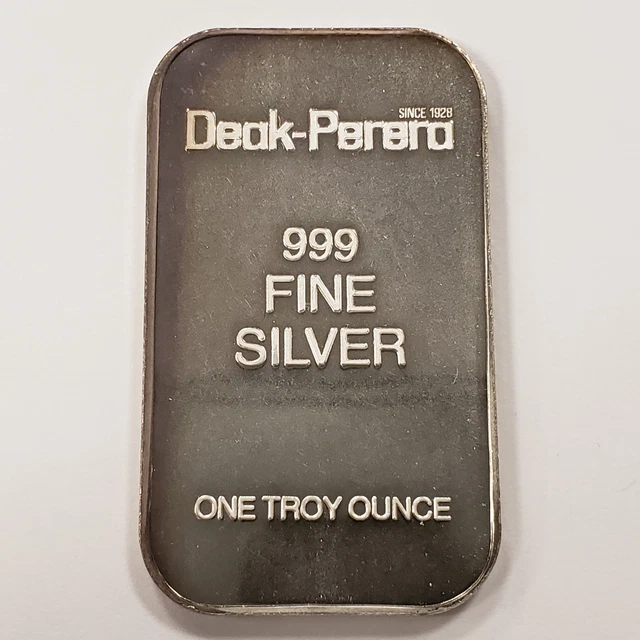 SINCE 1928
Deak-Perera
999
FINE
SILVER
ONE TROY OUNCE